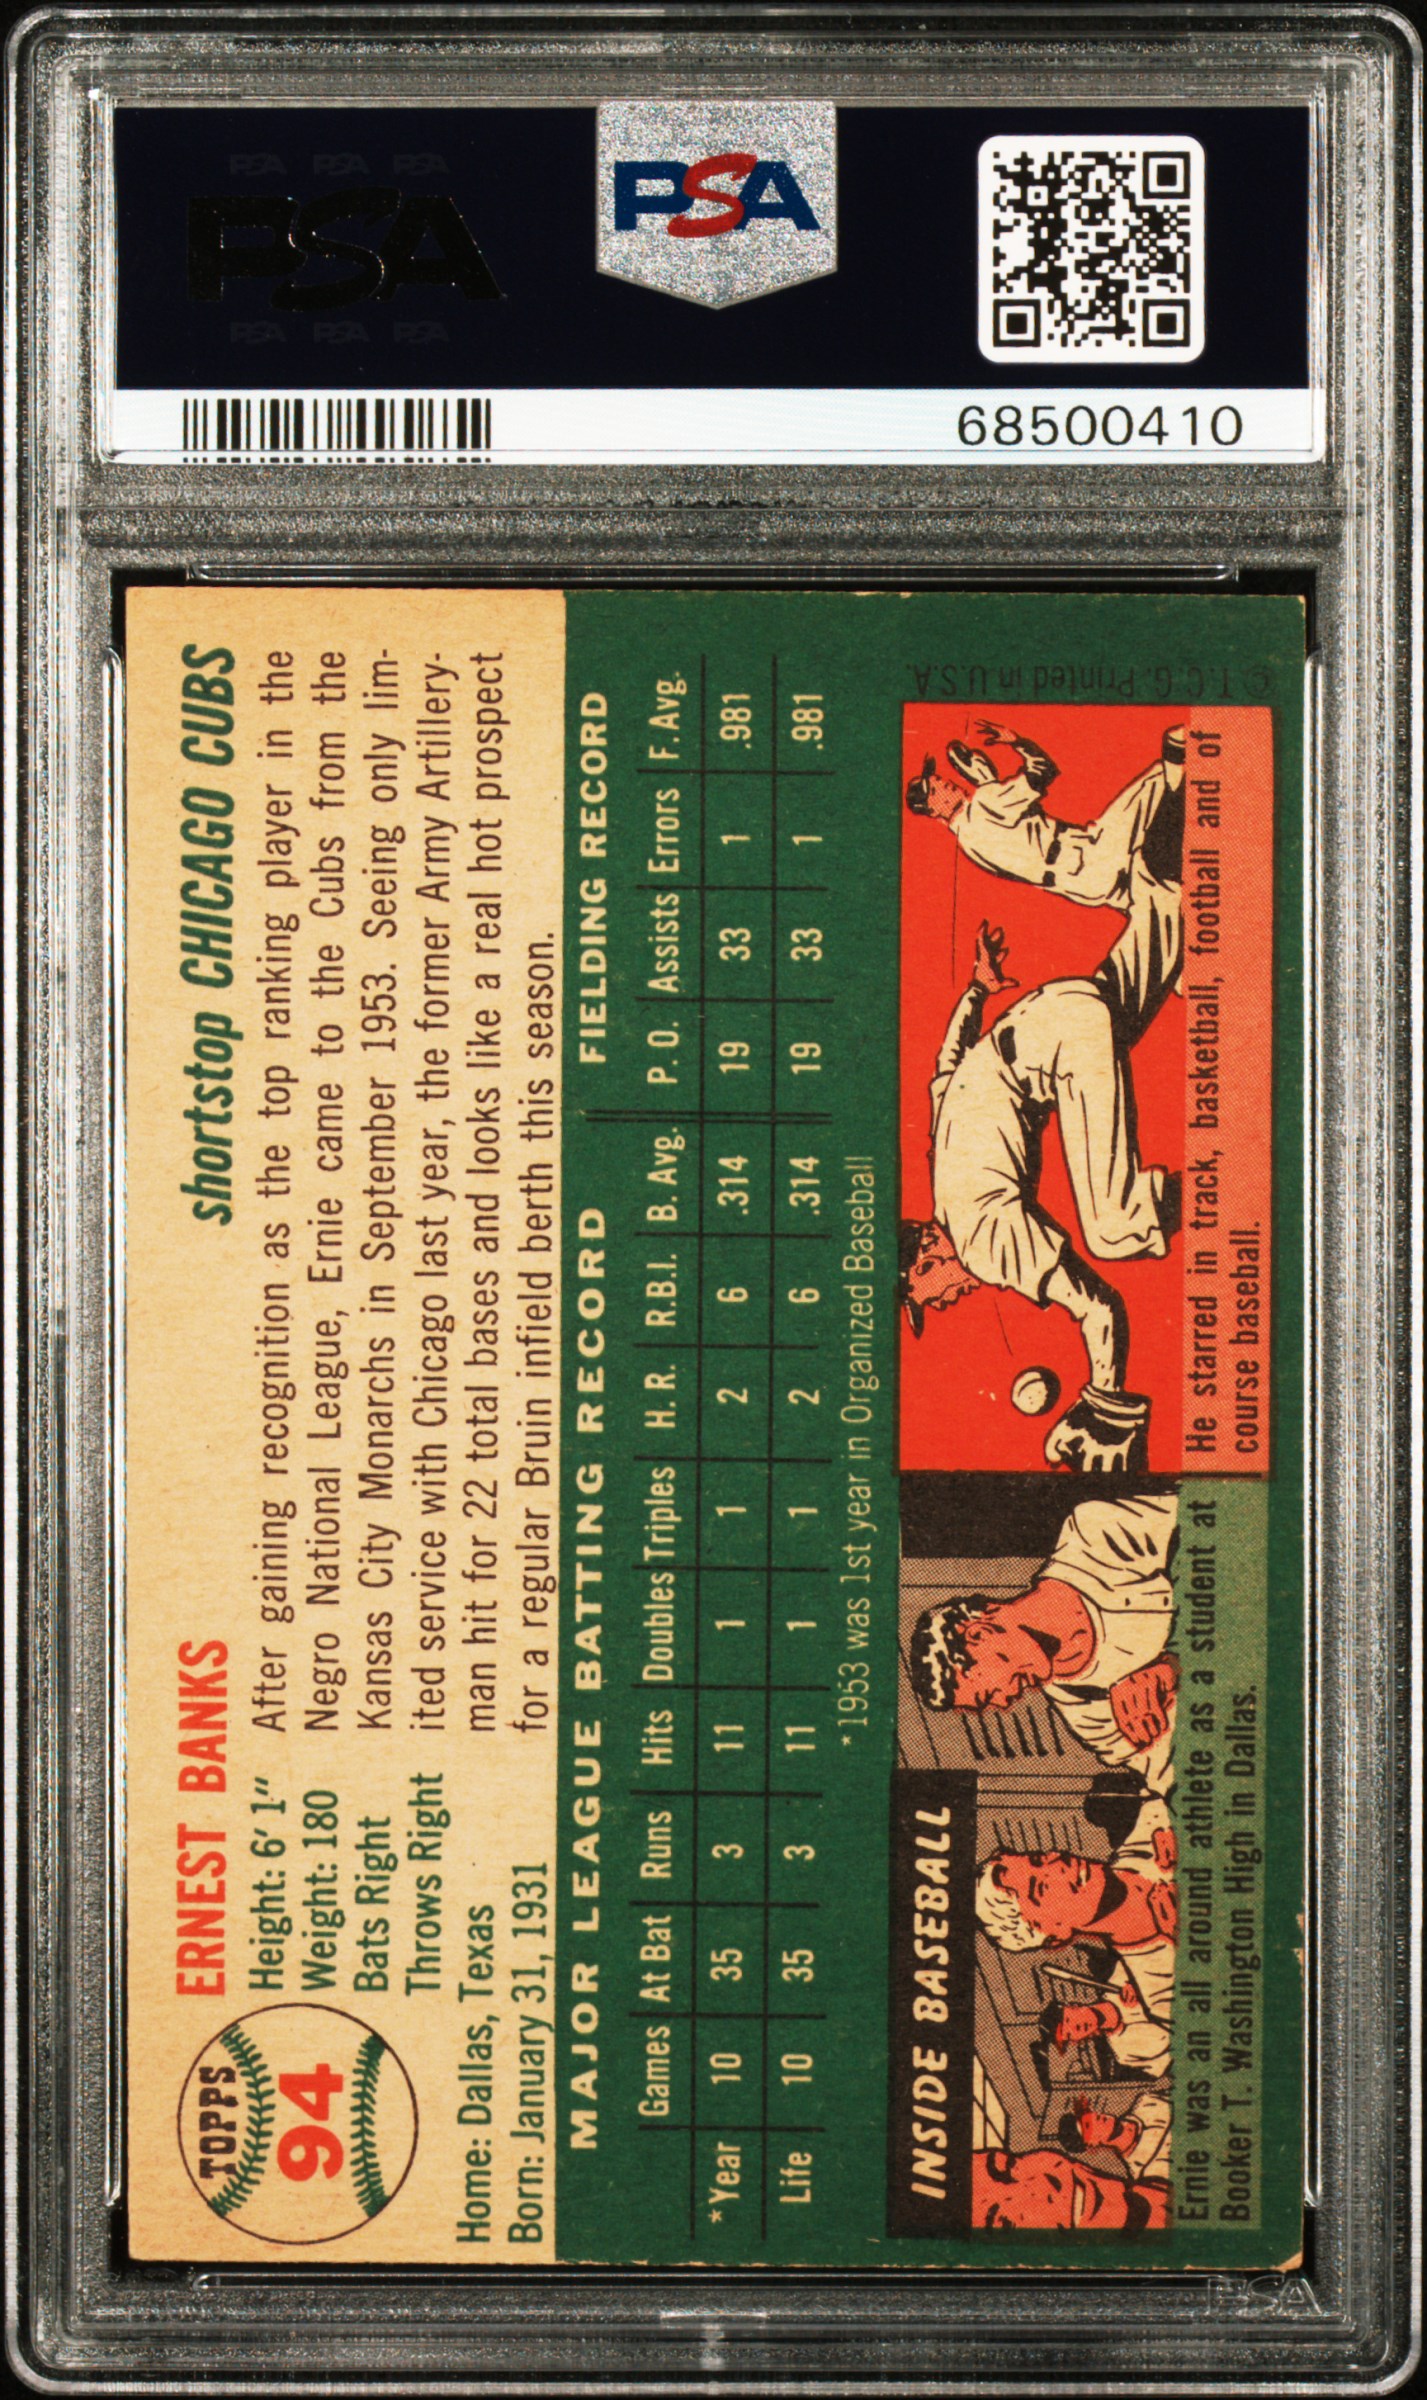 PSA PSA PSA
PSA
PSA PSA PSA
PSA
68500410
TOPPS
94
ERNEST BANKS
shortstop CHICAGO CUBS
Height: 6' 1"
Weight: 180
Bats Right
Throws Right
Home: Dallas, Texas
Born: January 31, 1931
After gaining recognition as the top ranking player in the
Negro National League, Ernie came to the Cubs from the
Kansas City Monarchs in September 1953. Seeing only lim-
ited service with Chicago last year, the former Army Artillery-
man hit for 22 total bases and looks like a real hot prospect
for a regular Bruin infield berth this season.
MAJOR LEAGUE BATTING RECORD FIELDING RECORD
Games At Bat Runs Hits Doubles Triples H. R. R.B.I. B. Avg. P. O. Assists Errors F. Avg.
*Year 10 35 3 11 1 1 2 6 .314 19 33 1 .981
Life 10 35 3 11 1 1 2 6 .314 19 33 1 .981
*1953 was 1st year in Organized Baseball
INSIDE BASEBALL
Ernie was an all around athlete as a student at
Booker T. Washington High in Dallas.
He starred in track, basketball, football and of
course baseball.
© T.C.G. Printed in U.S.A.
PSA